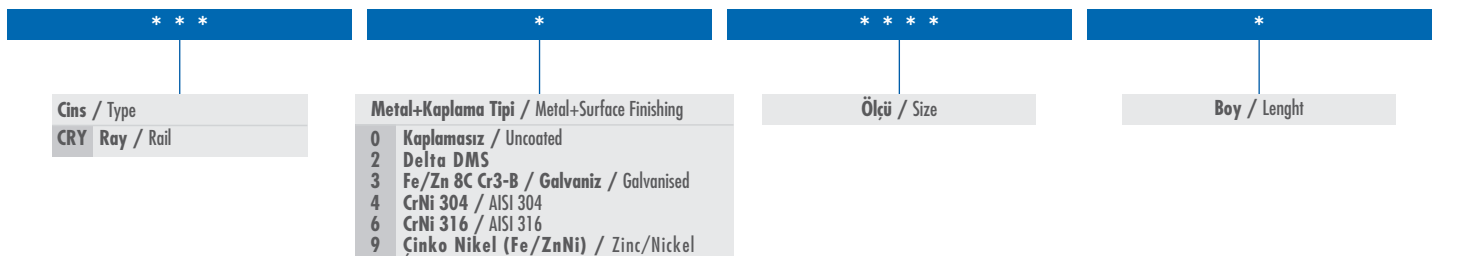 * * *
*
* * * *
*
Cins / Type
CRY Ray / Rail
Metal+Kaplama Tipi / Metal+Surface Finishing
0 Kaplamasız / Uncoated
2 Delta DMS
3 Fe/Zn 8C Cr3-B / Galvaniz / Galvanised
4 CrNi 304 / AISI 304
6 CrNi 316 / AISI 316
9 Çinko Nikel (Fe/ZnNi) / Zinc/Nickel
Ölçü / Size
Boy / Lenght